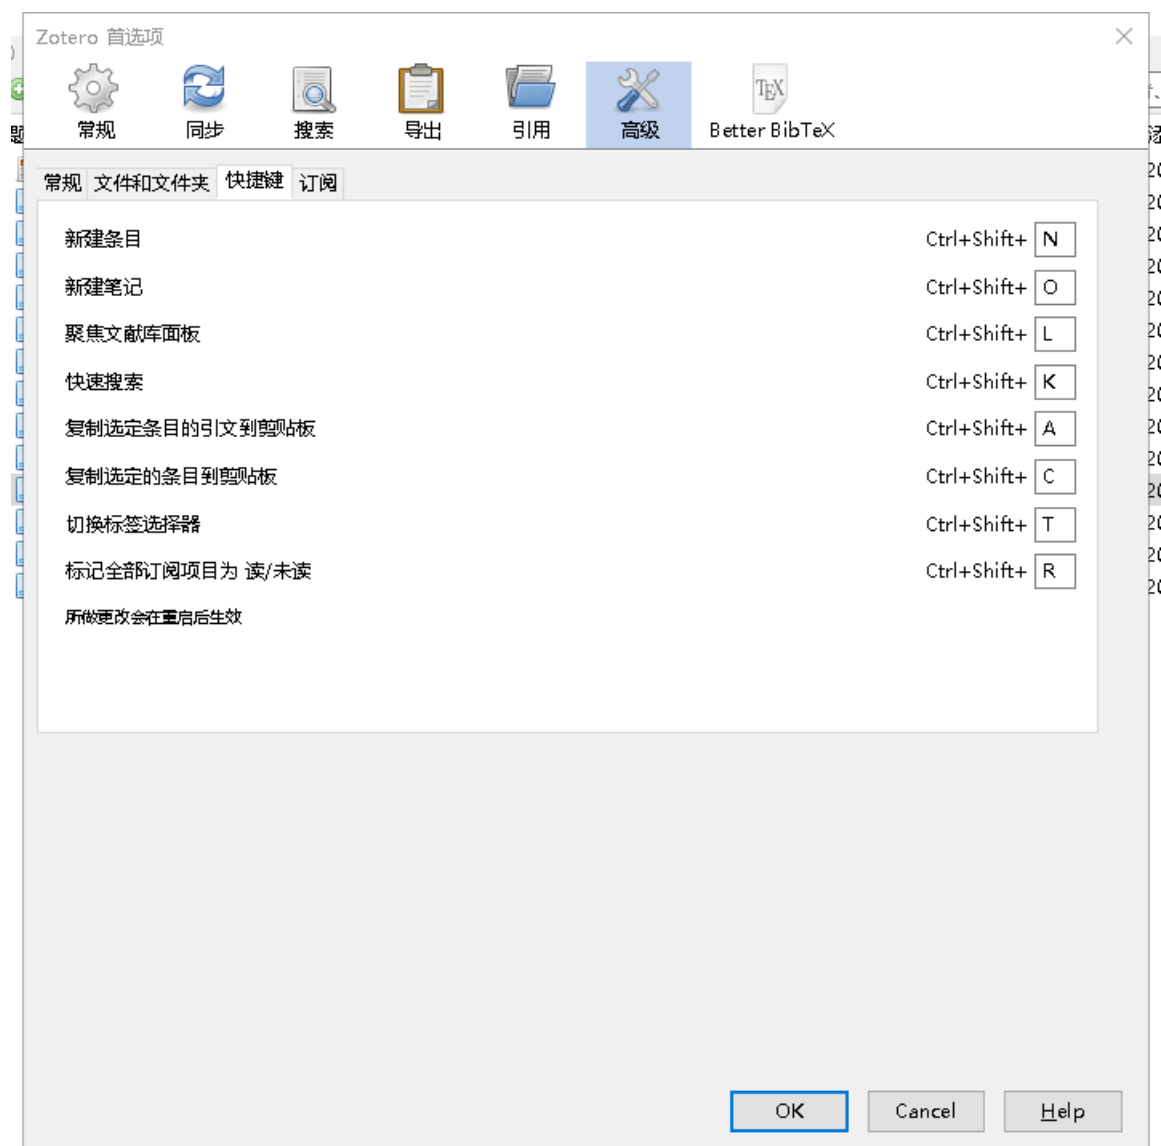 Zotero 首选项
常规 同步 搜索 导出 引用 高级 Better BibTeX
常规 文件和文件夹 快捷键 订阅
新建条目 Ctrl+Shift+ N
新建笔记 Ctrl+Shift+ O
聚焦文献库面板 Ctrl+Shift+ L
快速搜索 Ctrl+Shift+ K
复制选定条目的引文到剪贴板 Ctrl+Shift+ A
复制选定的条目到剪贴板 Ctrl+Shift+ C
切换标签选择器 Ctrl+Shift+ T
标记全部订阅项目为 读/未读 Ctrl+Shift+ R
所做更改会在重启后生效
OK Cancel Help